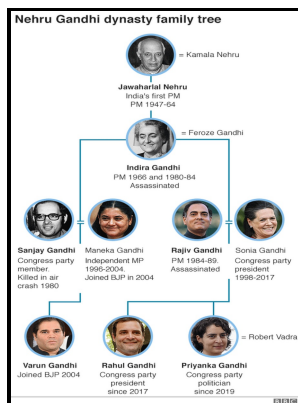 Nehru Gandhi dynasty family tree
= Kamala Nehru
Jawaharlal Nehru
India's first PM
PM 1947-64
= Feroze Gandhi
Indira Gandhi
PM 1966 and 1980-84
Assassinated
Sanjay Gandhi
Congress party
member.
Killed in air
crash 1980
Maneka Gandhi
Independent MP
1996-2004.
Joined BJP in 2004
Rajiv Gandhi
PM 1984-89.
Assassinated
Sonia Gandhi
Congress party
president
1998-2017
= Robert Vadra
Varun Gandhi
Joined BJP 2004
Rahul Gandhi
Congress party
president
since 2017
Priyanka Gandhi
Congress party
politician
since 2019
BBC